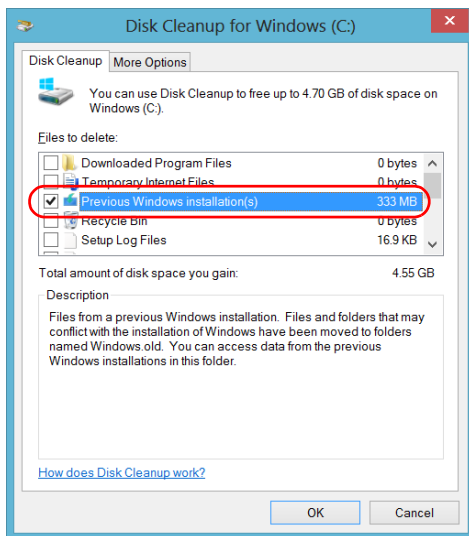 Disk Cleanup for Windows (C:)
Disk Cleanup
More Options
You can use Disk Cleanup to free up to 4.70 GB of disk space on
Windows (C:).
Files to delete:
Downloaded Program Files 0 bytes
Temporary Internet Files 0 bytes
Previous Windows installation(s) 333 MB
Recycle Bin 0 bytes
Setup Log Files 16.9 KB
Total amount of disk space you gain: 4.55 GB
Description
Files from a previous Windows installation. Files and folders that may
conflict with the installation of Windows have been moved to folders
named Windows.old. You can access data from the previous
Windows installations in this folder.
How does Disk Cleanup work?
OK Cancel